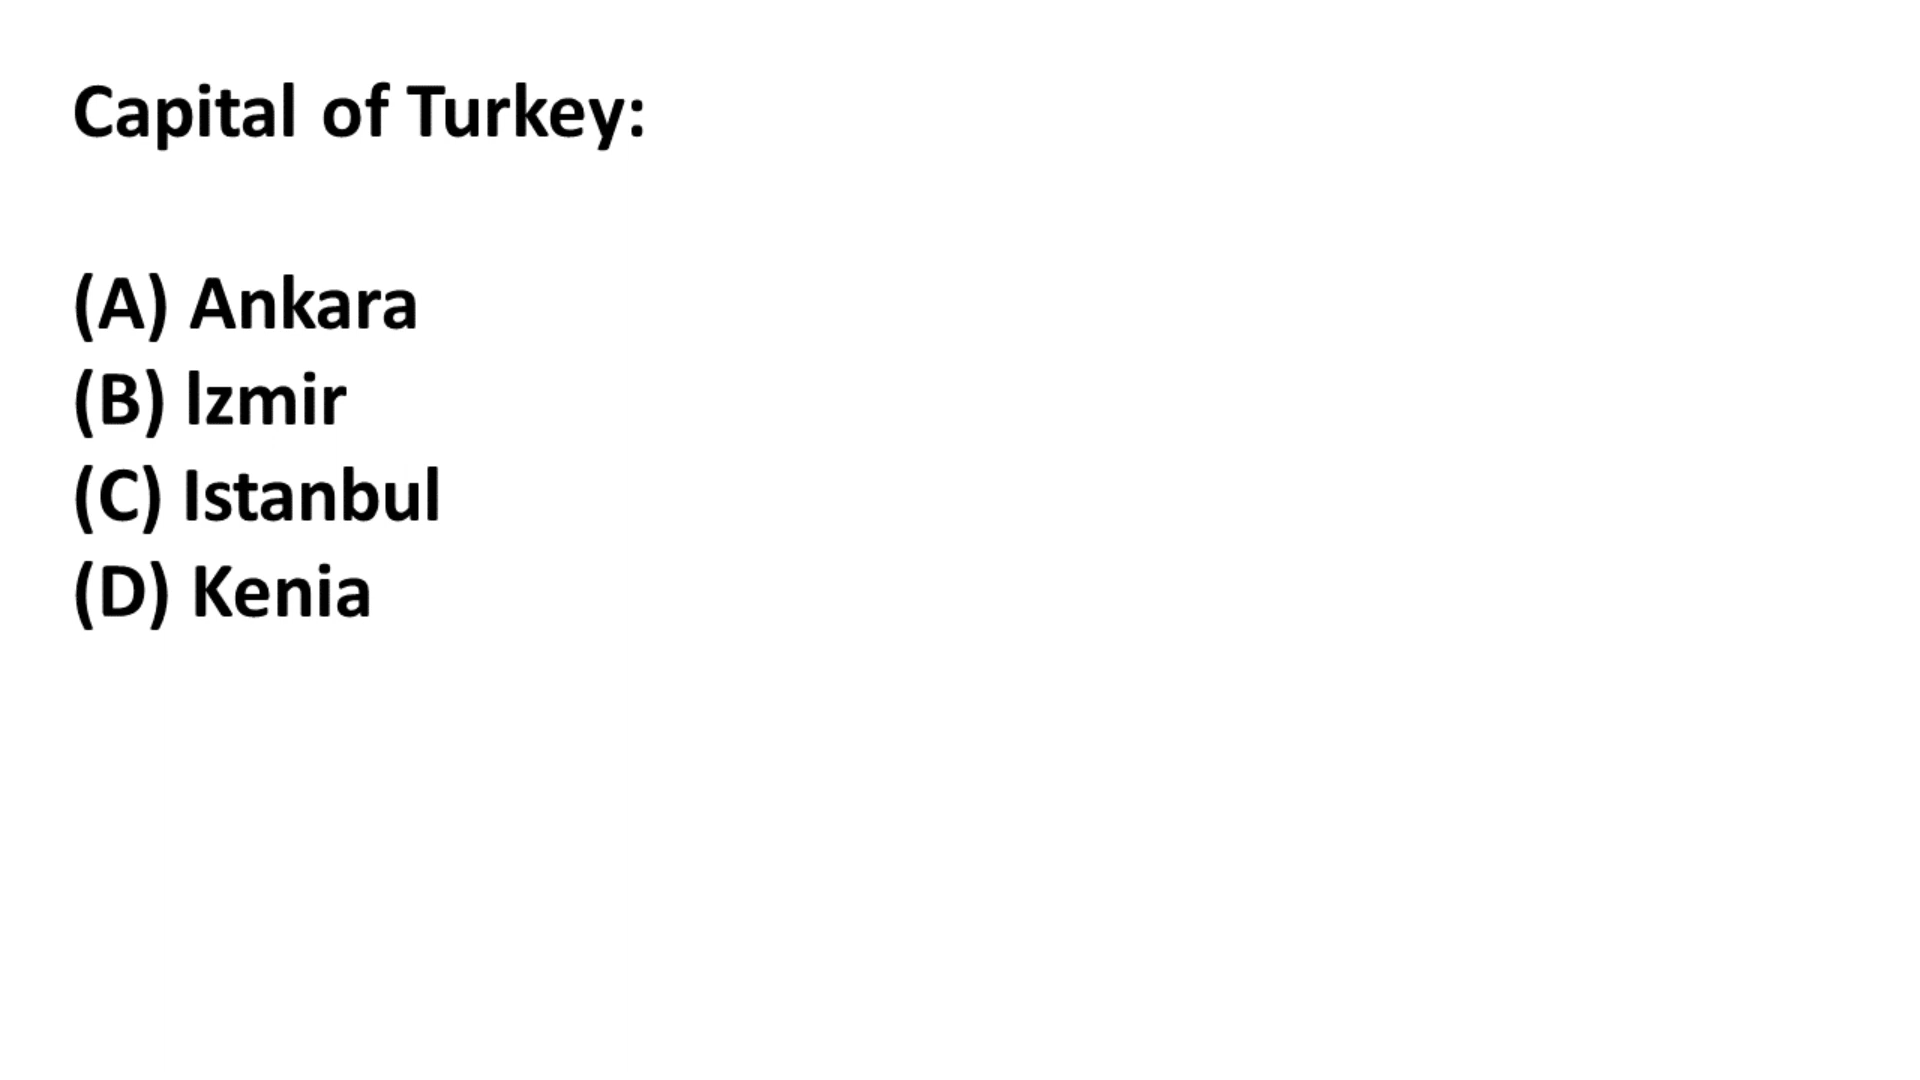 Capital of Turkey:
(A) Ankara
(B) lzmir
(C) Istanbul
(D) Kenia